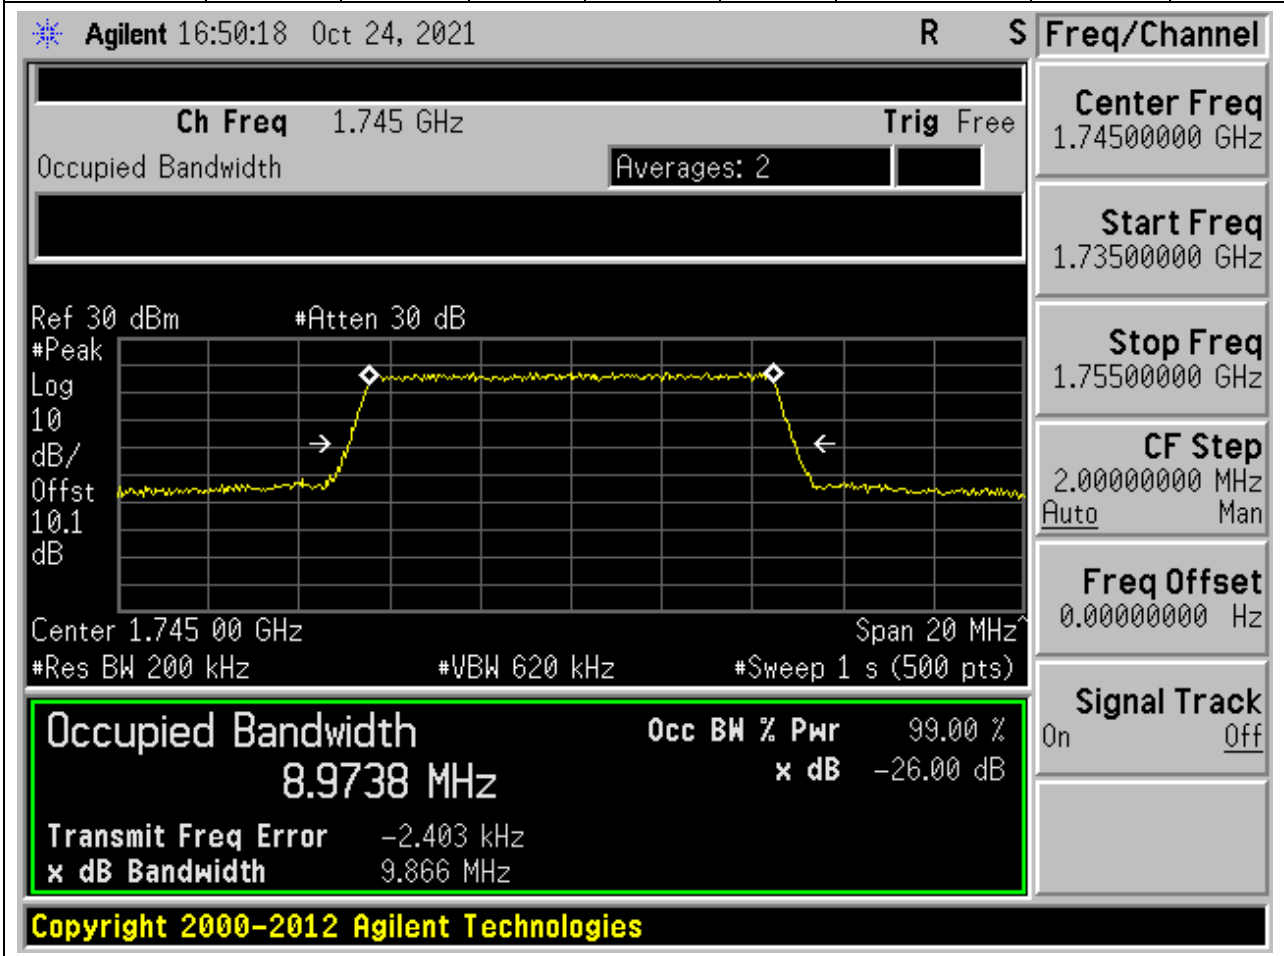 Agilent 16:50:18 Oct 24, 2021 R S
Freq/Channel
Ch Freq 1.745 GHz Trig Free
Occupied Bandwidth Averages: 2
Ref 30 dBm #Atten 30 dB
#Peak
Log
10
dB/
Offst
10.1
dB
Center 1.745 00 GHz Span 20 MHz^
#Res BW 200 kHz #VBW 620 kHz #Sweep 1 s (500 pts)
Occupied Bandwidth Occ BW % Pwr 99.00 %
8.9738 MHz x dB -26.00 dB
Transmit Freq Error -2.403 kHz
x dB Bandwidth 9.866 MHz
Copyright 2000-2012 Agilent Technologies
Center Freq
1.74500000 GHz
Start Freq
1.73500000 GHz
Stop Freq
1.75500000 GHz
CF Step
2.00000000 MHz
Auto Man
Freq Offset
0.00000000 Hz
Signal Track
On Off